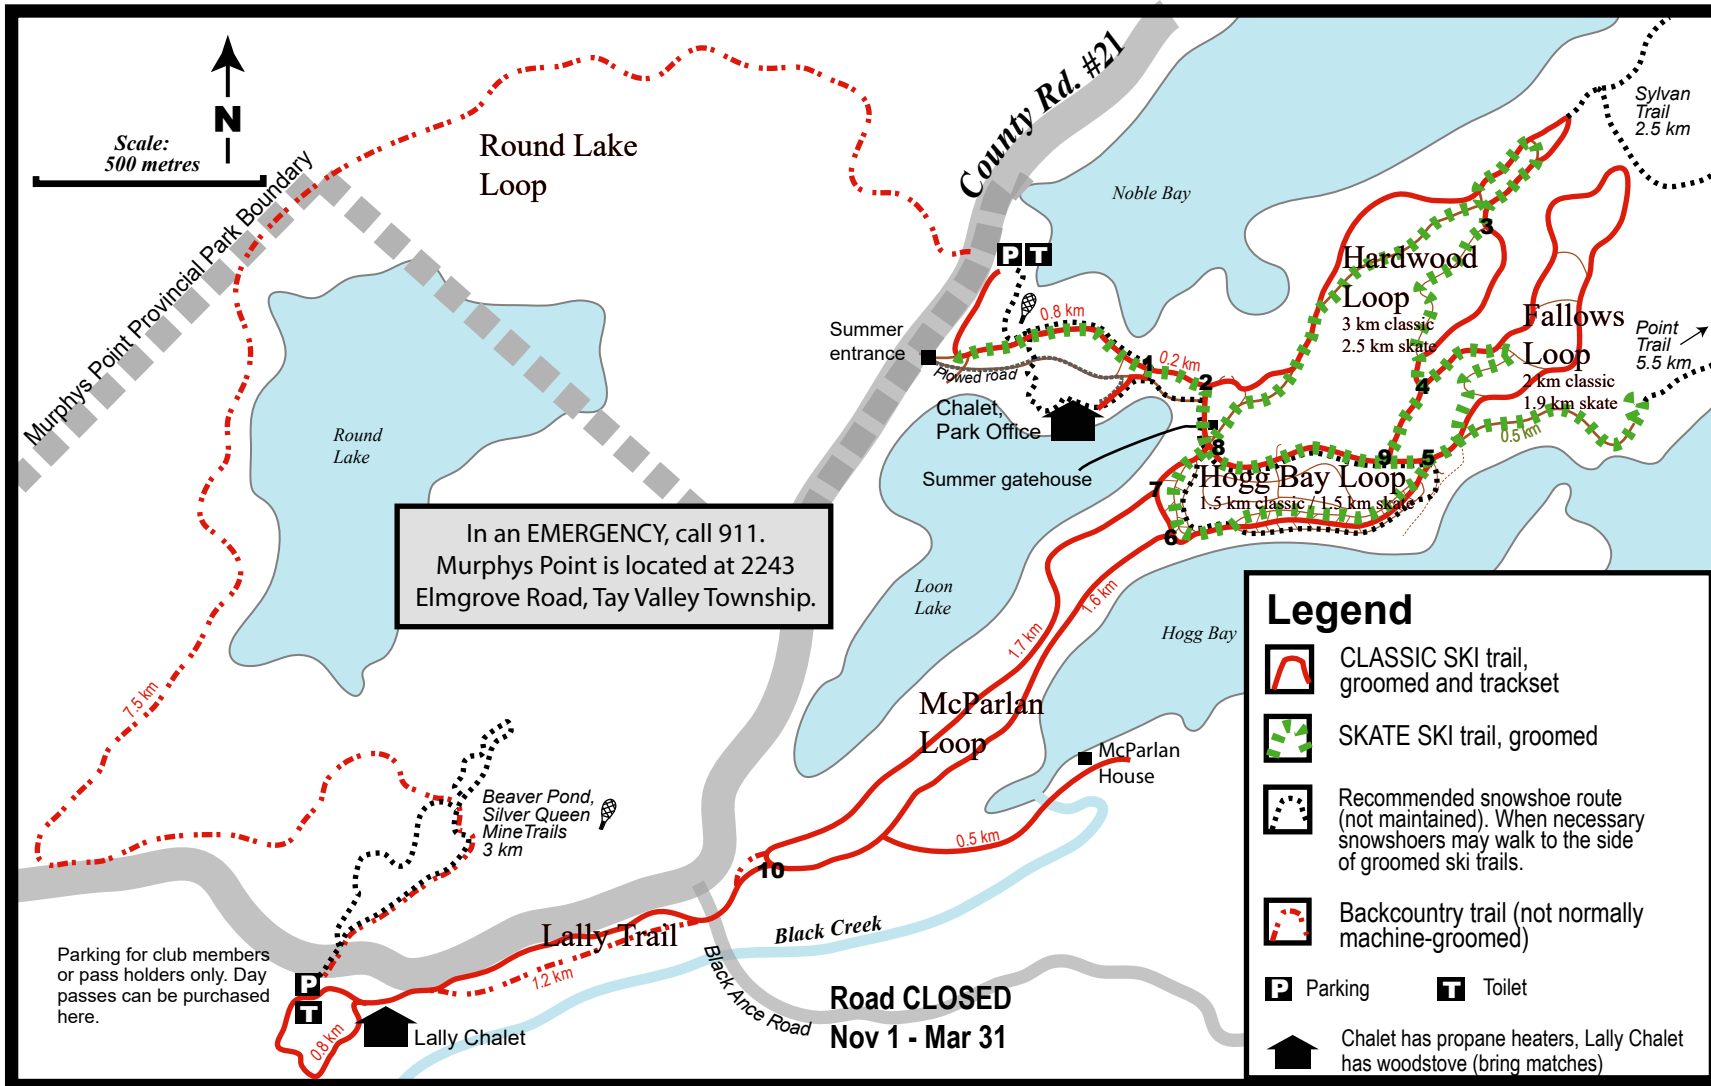 N
Scale:
500 metres
Murphys Point Provincial Park Boundary
Round Lake
Loop
County Rd. #21
Noble Bay
Sylvan
Trail
2.5 km
P T
Hardwood
Loop
3 km classic
2.5 km skate
3
Fallows
Loop
2 km classic
1.9 km skate
Point
Trail
5.5 km
Summer
entrance
0.8 km
Plowed road
1
0.2 km
2
4
Chalet,
Park Office
0.5 km
Summer gatehouse
8
9
5
7
Hogg Bay Loop
1.5 km classic / 1.5 km skate
6
Round
Lake
In an EMERGENCY, call 911.
Murphys Point is located at 2243
Elmgrove Road, Tay Valley Township.
Loon
Lake
1.6 km
1.7 km
Hogg Bay
7.5 km
McParlan
Loop
McParlan
House
0.5 km
10
Beaver Pond,
Silver Queen
MineTrails
3 km
Lally Trail
1.2 km
Black Creek
Black Ance Road
Road CLOSED
Nov 1 - Mar 31
Parking for club members
or pass holders only. Day
passes can be purchased
here.
P
T
0.8 km
Lally Chalet
Legend
CLASSIC SKI trail,
groomed and trackset
SKATE SKI trail, groomed
Recommended snowshoe route
(not maintained). When necessary
snowshoers may walk to the side
of groomed ski trails.
Backcountry trail (not normally
machine-groomed)
P Parking
T Toilet
Chalet has propane heaters, Lally Chalet
has woodstove (bring matches)